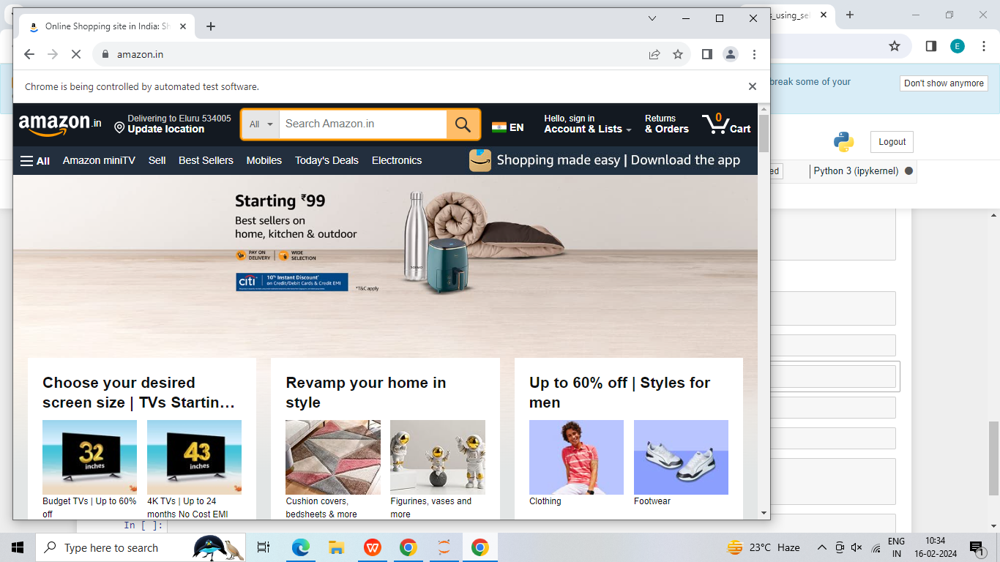 Online Shopping site in India: Sh
s_using_sel
amazon.in
E
Chrome is being controlled by automated test software.
break some of your
Don't show anymore
amazon.in
Delivering to Eluru 534005
Update location
All
Search Amazon.in
EN
Hello, sign in
Account & Lists
Returns
& Orders
0
Cart
Logout
All
Amazon miniTV
Sell
Best Sellers
Mobiles
Today's Deals
Electronics
Shopping made easy | Download the app
ed
Python 3 (ipykernel)
Starting ₹99
Best sellers on
home, kitchen & outdoor
PAY ON
DELIVERY
WIDE
SELECTION
citi
10% Instant Discount*
on Credit/Debit Cards & Credit EMI
*T&C apply
Choose your desired
screen size | TVs Startin…
32
inches
43
inches
Budget TVs | Up to 60%
off
4K TVs | Up to 24
months No Cost EMI
Revamp your home in
style
Cushion covers,
bedsheets & more
Figurines, vases and
more
Up to 60% off | Styles for
men
Clothing
Footwear
In [ ]:
Type here to search
23°C Haze
ENG
IN
10:34
16-02-2024
1